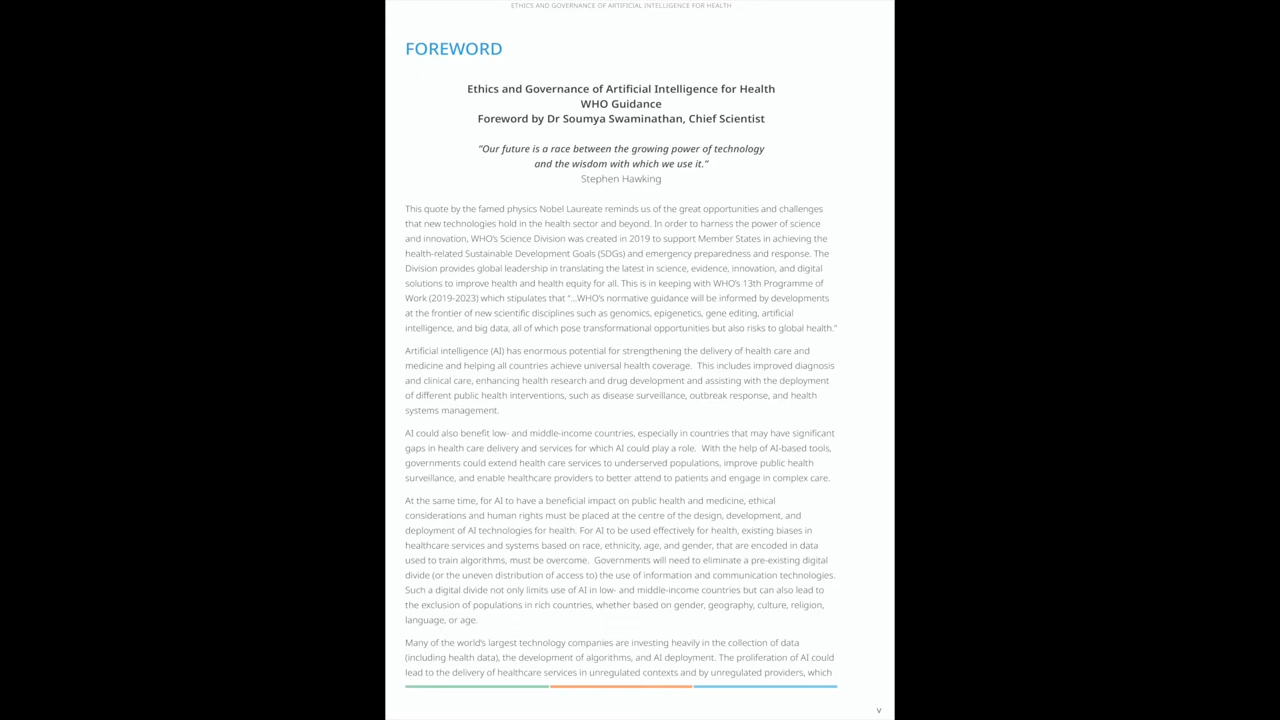 ETHICS AND GOVERNANCE OF ARTIFICIAL INTELLIGENCE FOR HEALTH
FOREWORD
Ethics and Governance of Artificial Intelligence for Health
WHO Guidance
Foreword by Dr Soumya Swaminathan, Chief Scientist
“Our future is a race between the growing power of technology
and the wisdom with which we use it.”
Stephen Hawking
This quote by the famed physics Nobel Laureate reminds us of the great opportunities and challenges
that new technologies hold in the health sector and beyond. In order to harness the power of science
and innovation, WHO’s Science Division was created in 2019 to support Member States in achieving the
health-related Sustainable Development Goals (SDGs) and emergency preparedness and response. The
Division provides global leadership in translating the latest in science, evidence, innovation, and digital
solutions to improve health and health equity for all. This is in keeping with WHO’s 13th Programme of
Work (2019-2023) which stipulates that “...WHO’s normative guidance will be informed by developments
at the frontier of new scientific disciplines such as genomics, epigenetics, gene editing, artificial
intelligence, and big data, all of which pose transformational opportunities but also risks to global health.”
Artificial intelligence (AI) has enormous potential for strengthening the delivery of health care and
medicine and helping all countries achieve universal health coverage.  This includes improved diagnosis
and clinical care, enhancing health research and drug development and assisting with the deployment
of different public health interventions, such as disease surveillance, outbreak response, and health
systems management.
AI could also benefit low- and middle-income countries, especially in countries that may have significant
gaps in health care delivery and services for which AI could play a role.  With the help of AI-based tools,
governments could extend health care services to underserved populations, improve public health
surveillance, and enable healthcare providers to better attend to patients and engage in complex care.
At the same time, for AI to have a beneficial impact on public health and medicine, ethical
considerations and human rights must be placed at the centre of the design, development, and
deployment of AI technologies for health. For AI to be used effectively for health, existing biases in
healthcare services and systems based on race, ethnicity, age, and gender, that are encoded in data
used to train algorithms, must be overcome.  Governments will need to eliminate a pre-existing digital
divide (or the uneven distribution of access to) the use of information and communication technologies.
Such a digital divide not only limits use of AI in low- and middle-income countries but can also lead to
the exclusion of populations in rich countries, whether based on gender, geography, culture, religion,
language, or age.
Many of the world’s largest technology companies are investing heavily in the collection of data
(including health data), the development of algorithms, and AI deployment. The proliferation of AI could
lead to the delivery of healthcare services in unregulated contexts and by unregulated providers, which
v